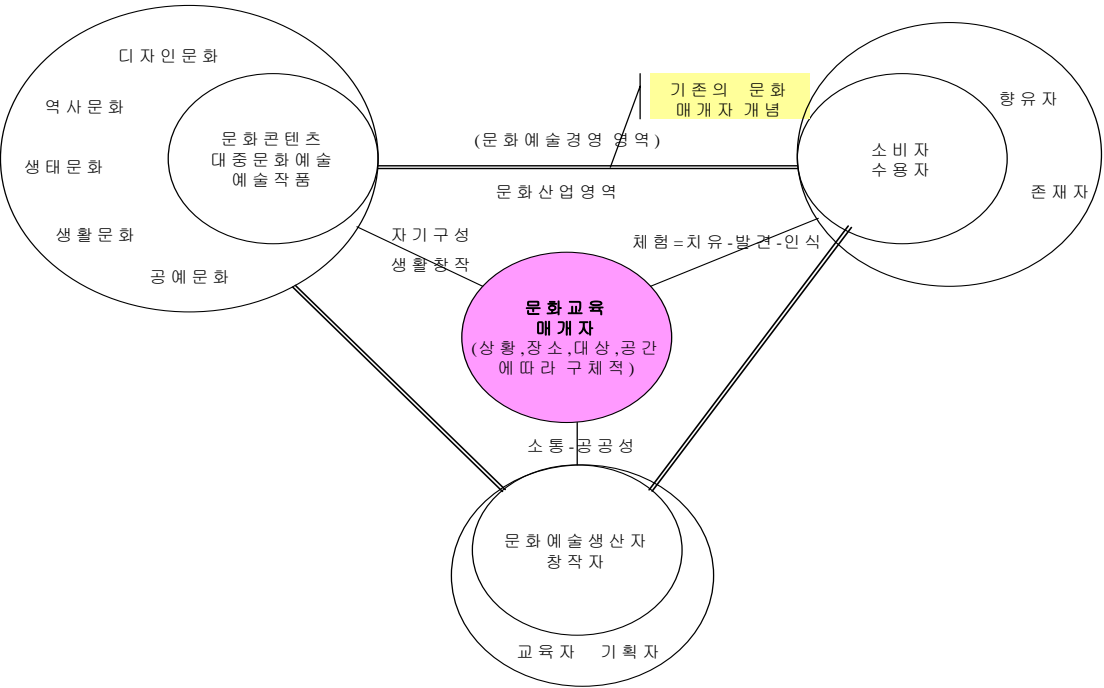 디자인문화
역사문화
생태문화
생활문화
공예문화
문화콘텐츠
대중문화예술
예술작품
기존의 문화
매개자 개념
(문화예술경영 영역)
문화산업영역
향유자
소비자
수용자
존재자
자기구성
생활창작
체험=치유-발견-인식
문화교육
매개자
(상황,장소,대상,공간
에따라 구체적)
소통-공공성
문화예술생산자
창작자
교육자 기획자